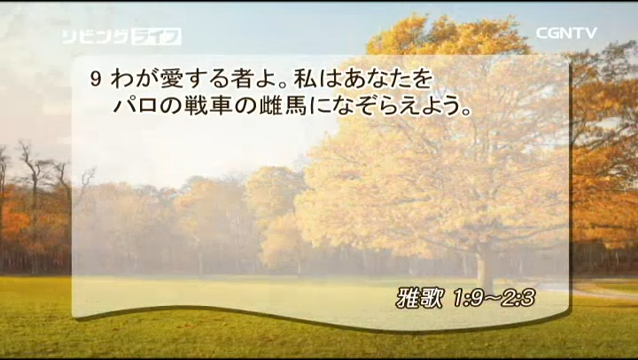 リビングライフ
CGNTV
9 わが愛する者よ。私はあなたを
パロの戦車の雌馬になぞらえよう。
雅歌 1:9~2:3